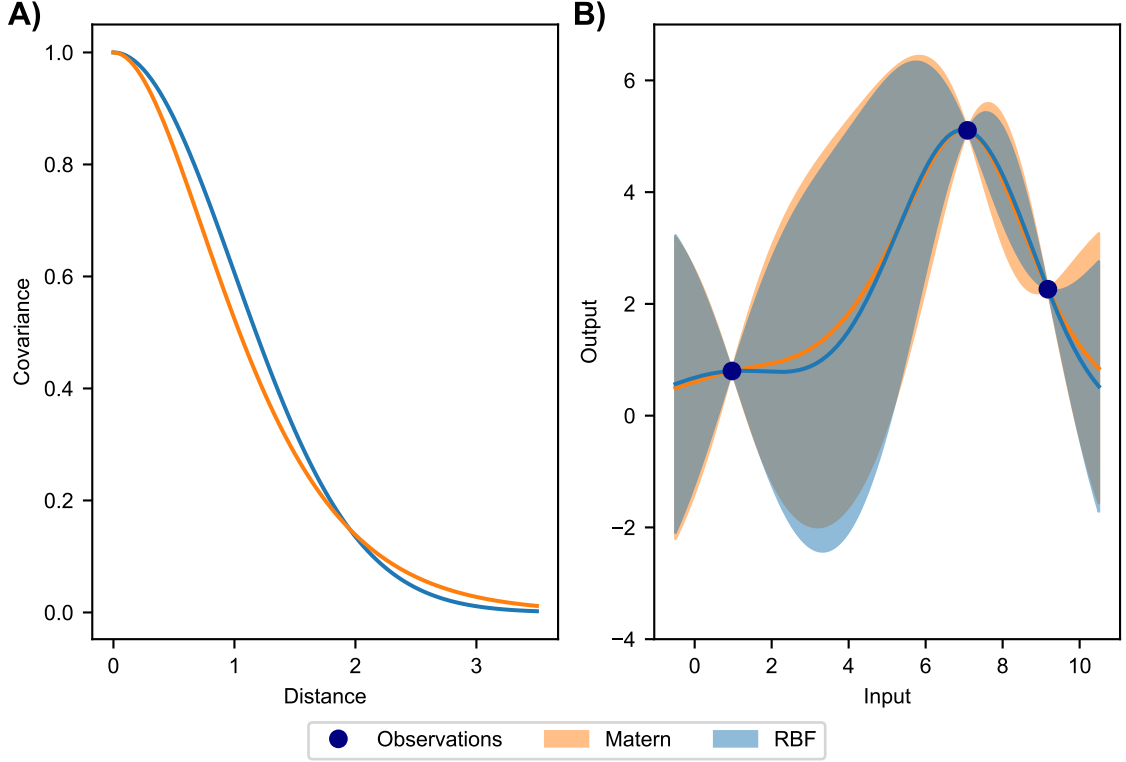 A)
B)
1.0
0.8
0.6
0.4
0.2
0.0
Covariance
0
1
2
3
Distance
6
4
2
0
−2
−4
Output
0
2
4
6
8
10
Input
Observations
Matern
RBF